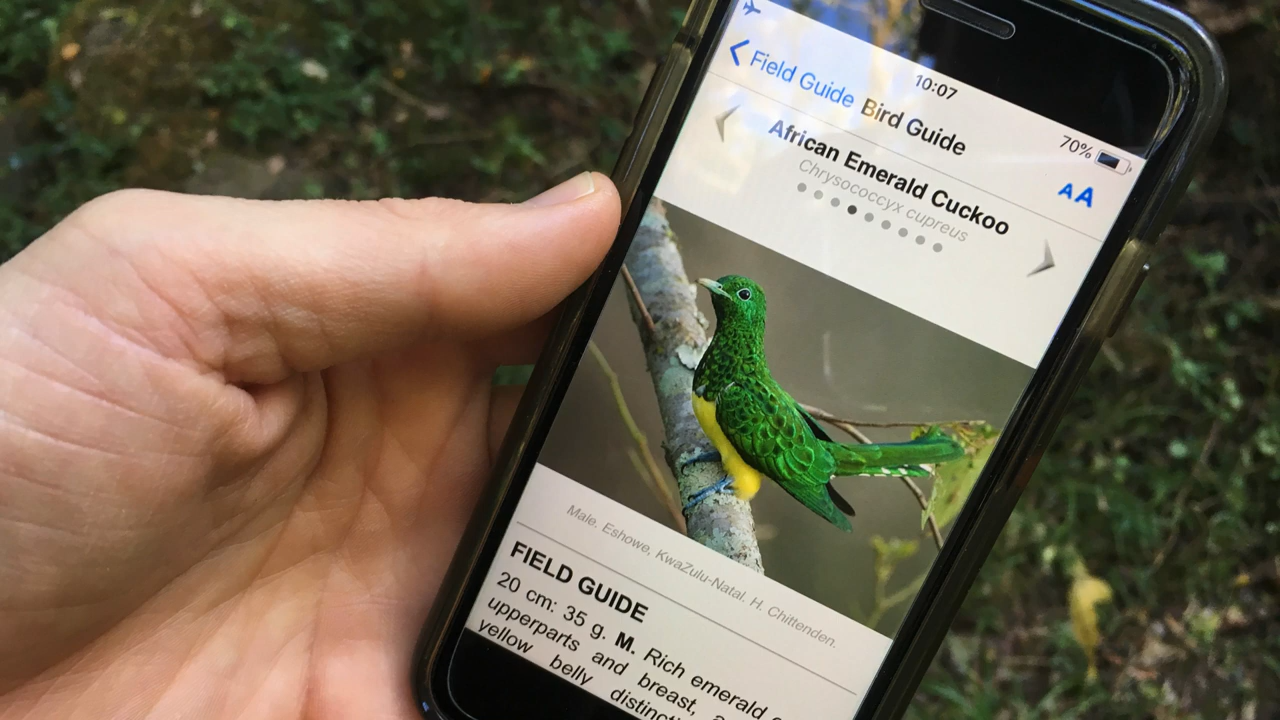 10:07
70%
Field Guide
Bird Guide
AA
African Emerald Cuckoo
Chrysococcyx cupreus
Male. Eshowe, KwaZulu-Natal. H. Chittenden.
FIELD GUIDE
20 cm: 35 g. M. Rich emerald
upperparts and breast,
yellow belly